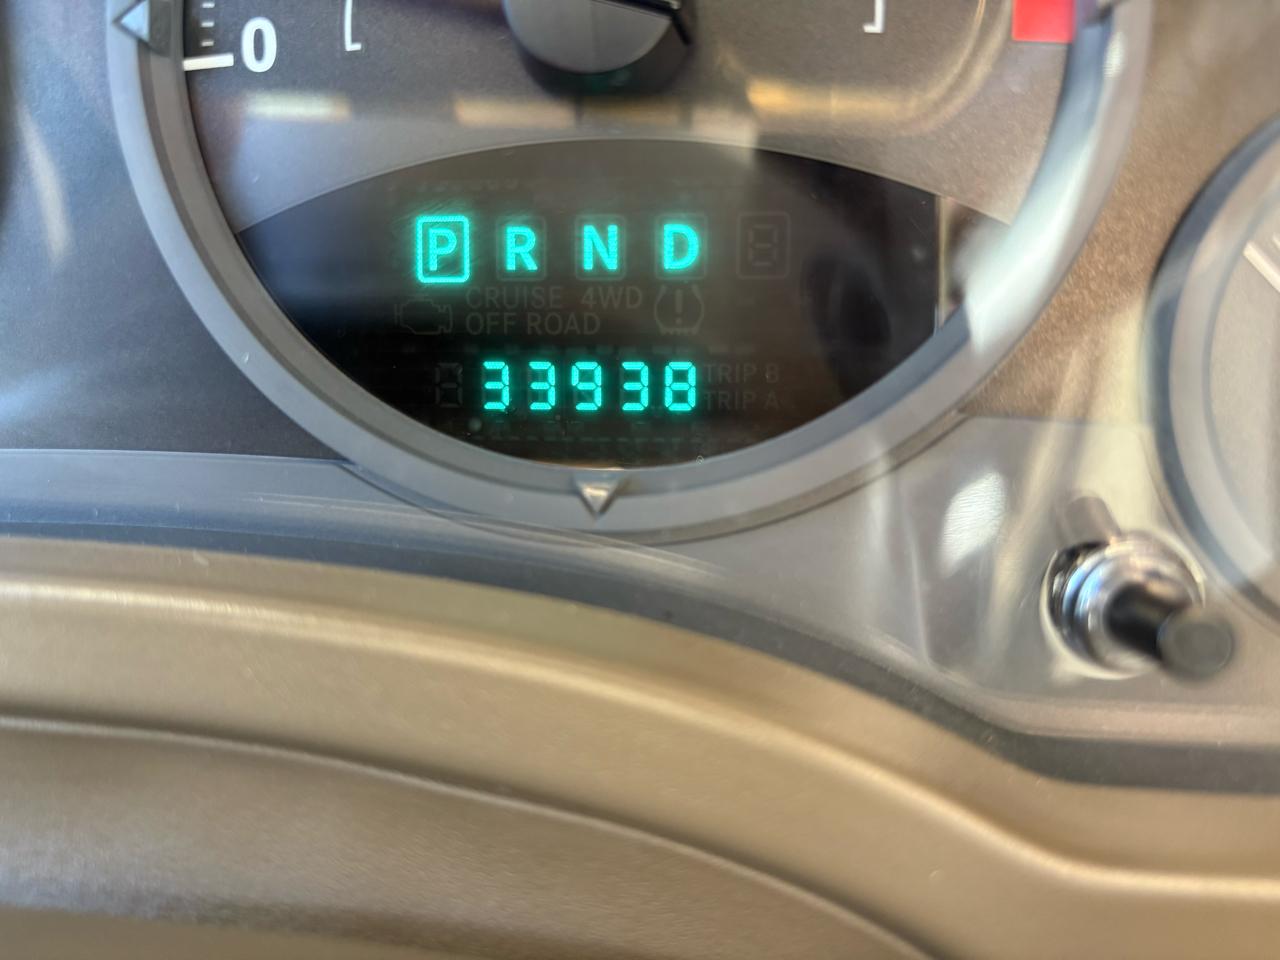 0
P R N D
CRUISE 4WD
OFF ROAD
33938
TRIP B
TRIP A